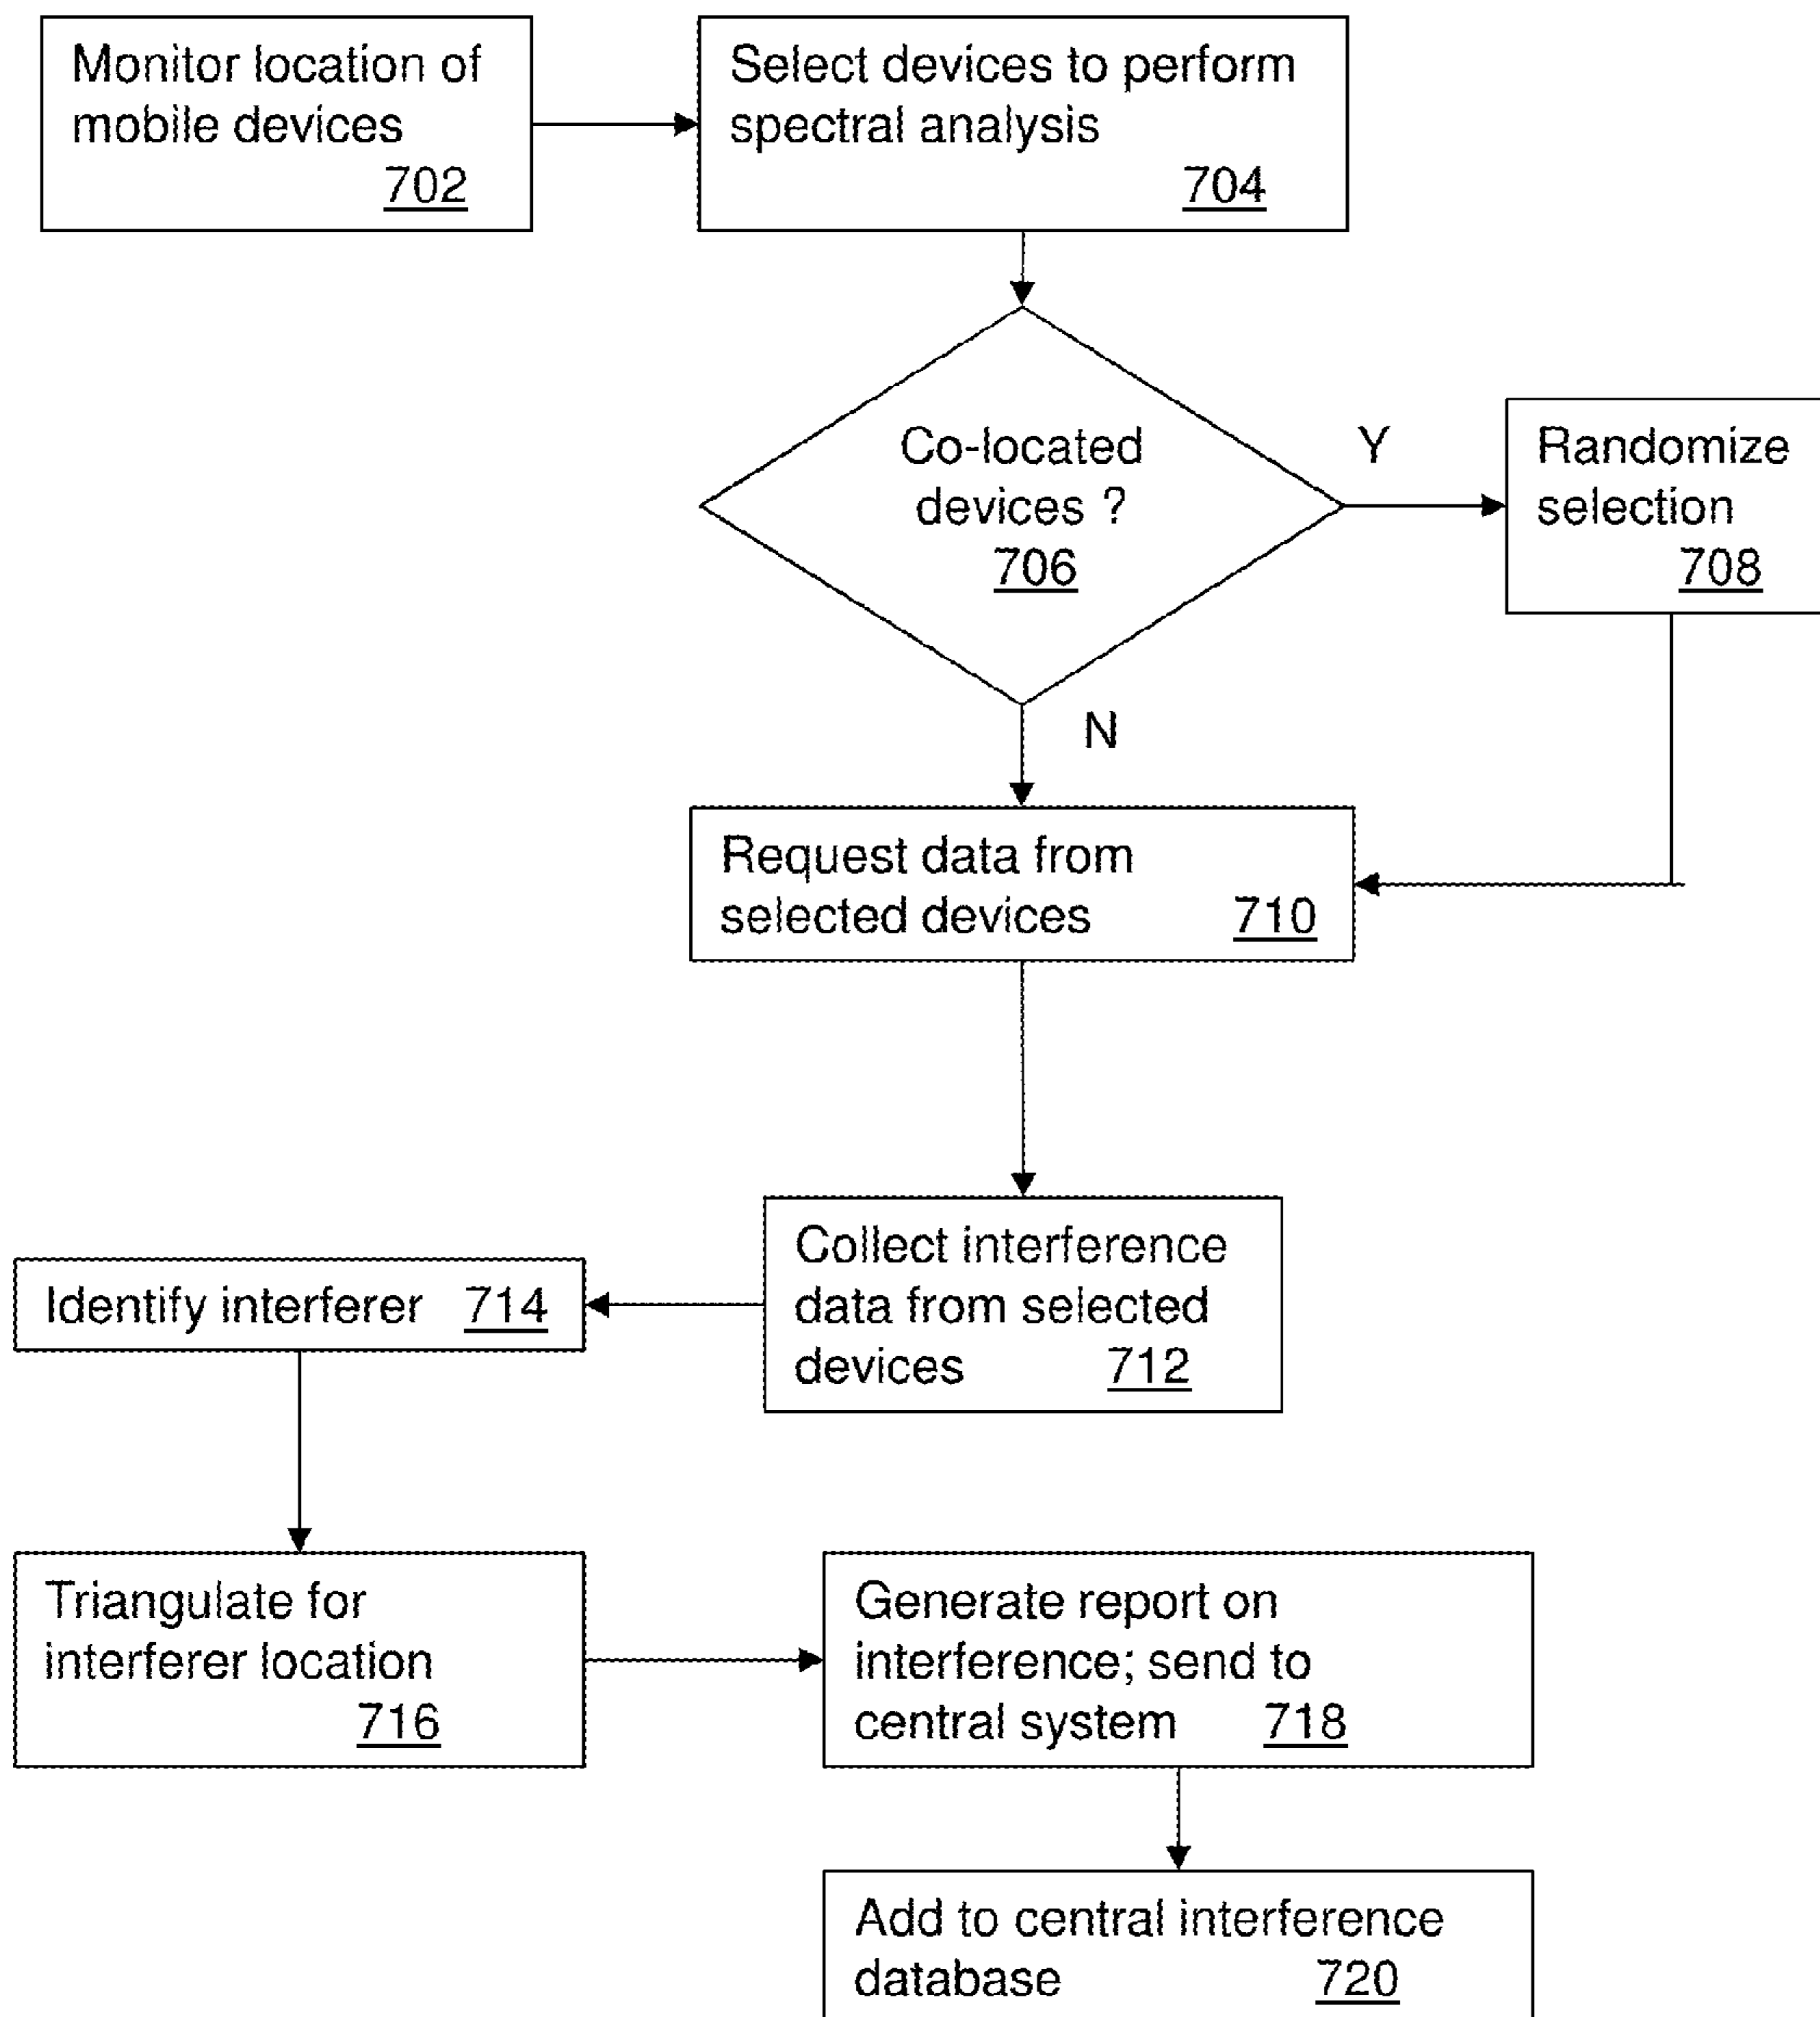 Monitor location of
mobile devices
702
Select devices to perform
spectral analysis
704
Co-located
devices ?
706
Y
Randomize
selection
708
N
Request data from
selected devices 710
Collect interference
data from selected
devices 712
Identify interferer 714
Triangulate for
interferer location
716
Generate report on
interference; send to
central system 718
Add to central interference
database 720